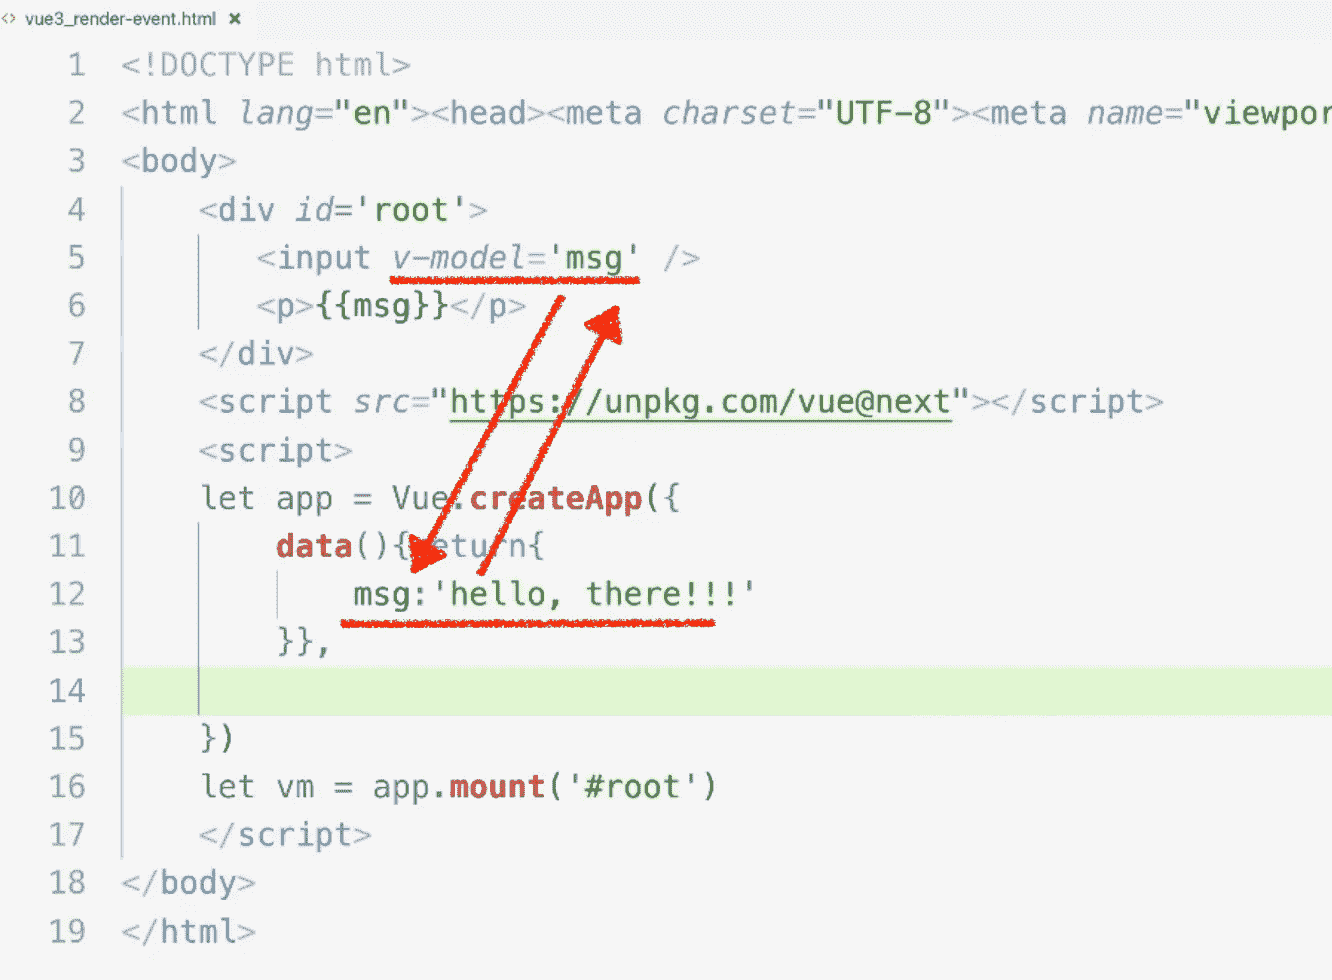 vue3_render-event.html
1 <!DOCTYPE html>
2 <html lang="en"><head><meta charset="UTF-8"><meta name="viewpor
3 <body>
4 <div id='root'>
5 <input v-model='msg' />
6 <p>{{msg}}</p>
7 </div>
8 <script src="https://unpkg.com/vue@next"></script>
9 <script>
10 let app = Vue.createApp({
11 data(){return{
12 msg:'hello, there!!!'
13 }},
14
15 })
16 let vm = app.mount('#root')
17 </script>
18 </body>
19 </html>